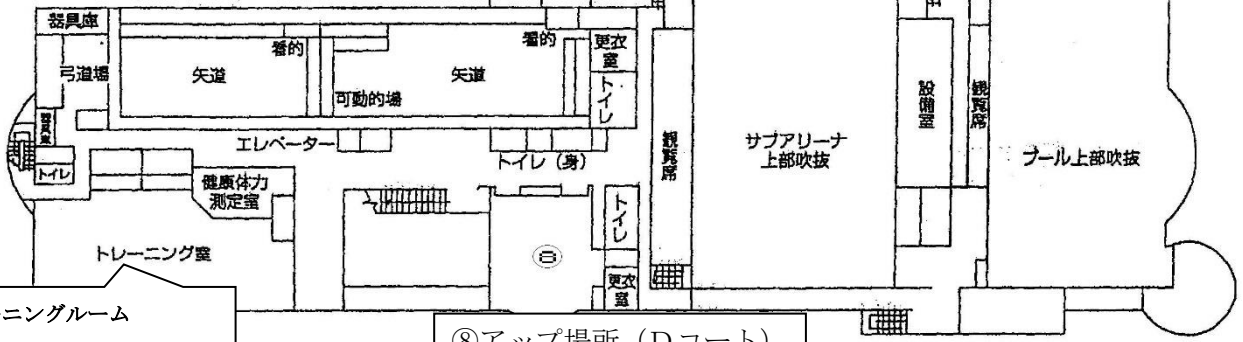 器具庫
弓道場
矢道
看的
可動的場
矢道
看的
更衣室
トイレ
観覧席
サブアリーナ
上部吹抜
設備室
観覧席
プール上部吹抜
エレベーター
トイレ（身）
トイレ
健康体力
測定室
トレーニング室
トイレ
更衣室
ニングルーム
⑧アップ場所（Dコート）